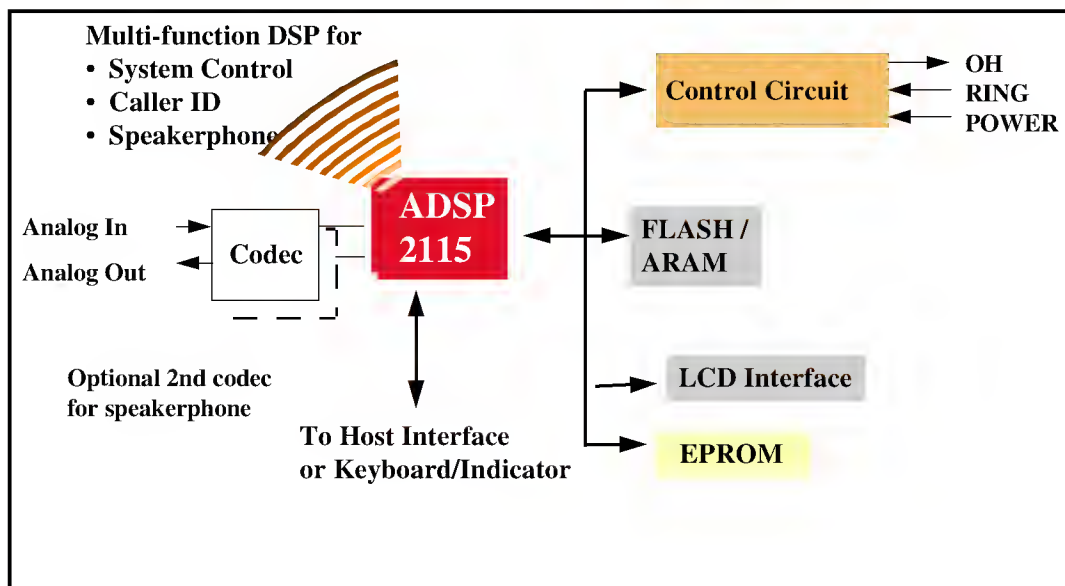 Multi-function DSP for
• System Control
• Caller ID
• Speakerphone
Control Circuit
OH
RING
POWER
ADSP
2115
Analog In
Analog Out
Codec
FLASH /
ARAM
Optional 2nd codec
for speakerphone
LCD Interface
To Host Interface
or Keyboard/Indicator
EPROM